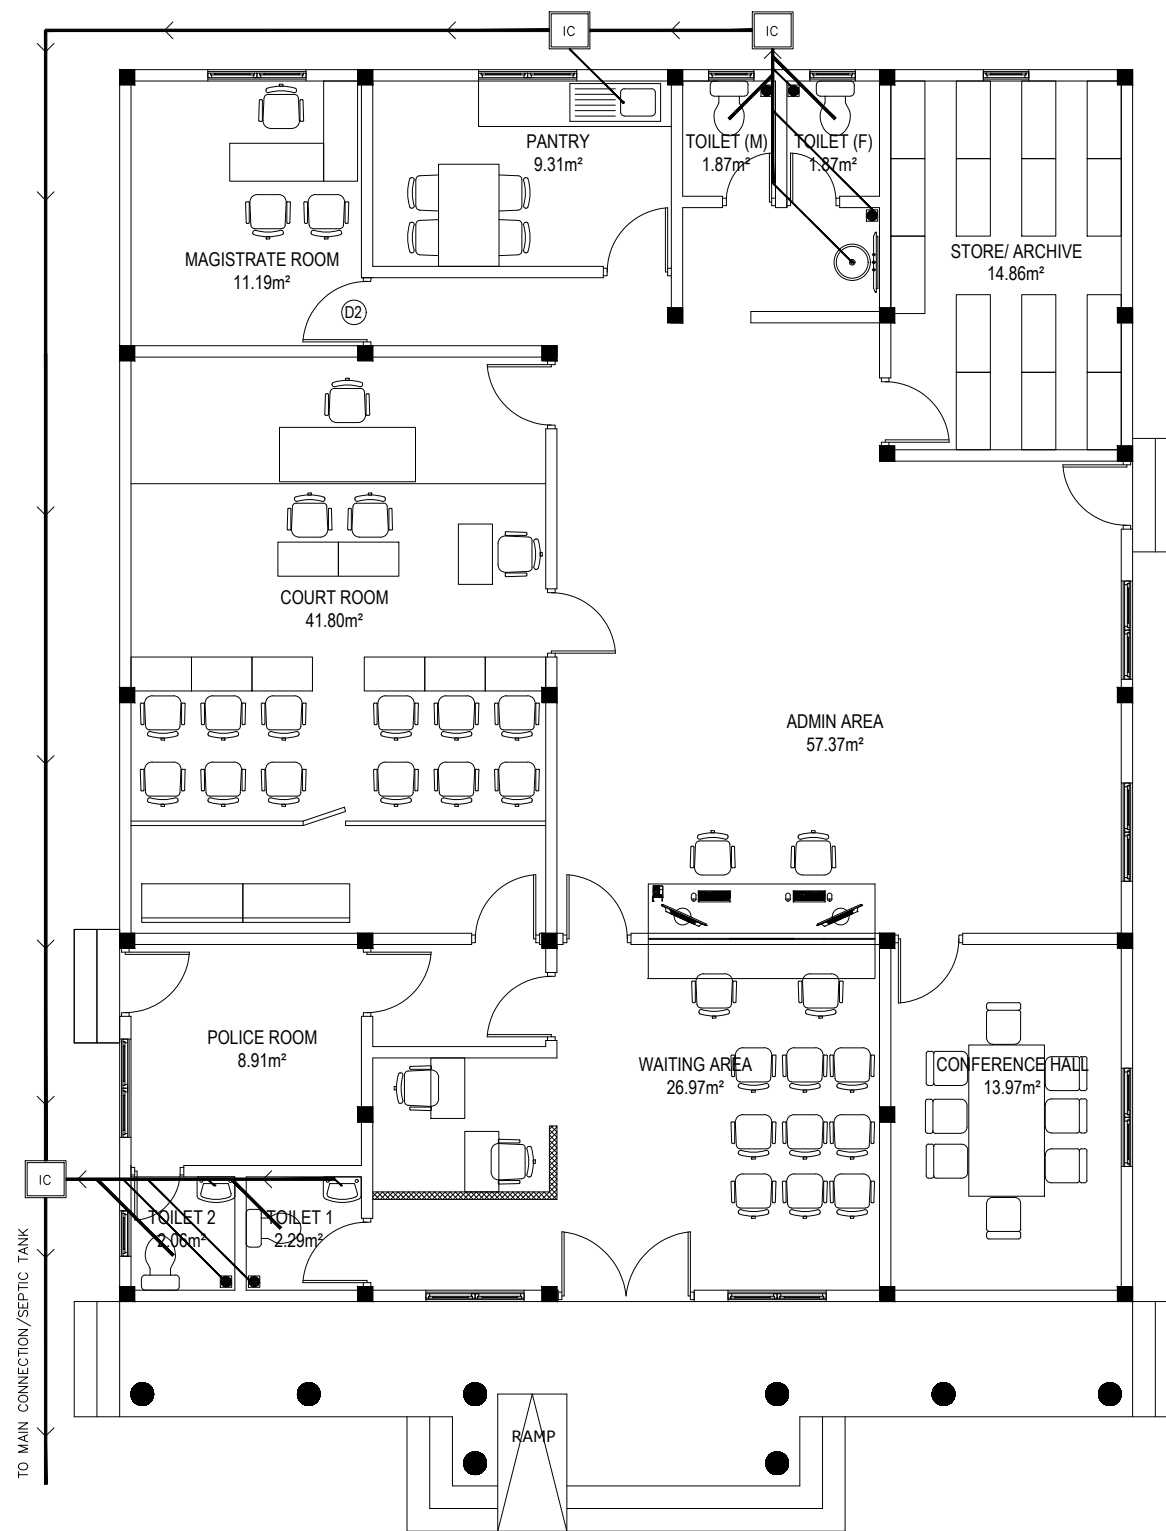 IC
IC
PANTRY
9.31m²
TOILET (M)
1.87m²
TOILET (F)
1.87m²
MAGISTRATE ROOM
11.19m²
STORE/ ARCHIVE
14.86m²
D2
COURT ROOM
41.80m²
ADMIN AREA
57.37m²
POLICE ROOM
8.91m²
WAITING AREA
26.97m²
CONFERENCE HALL
13.97m²
IC
TOILET 2
2.06m²
TOILET 1
2.29m²
TO MAIN CONNECTION/SEPTIC TANK
RAMP